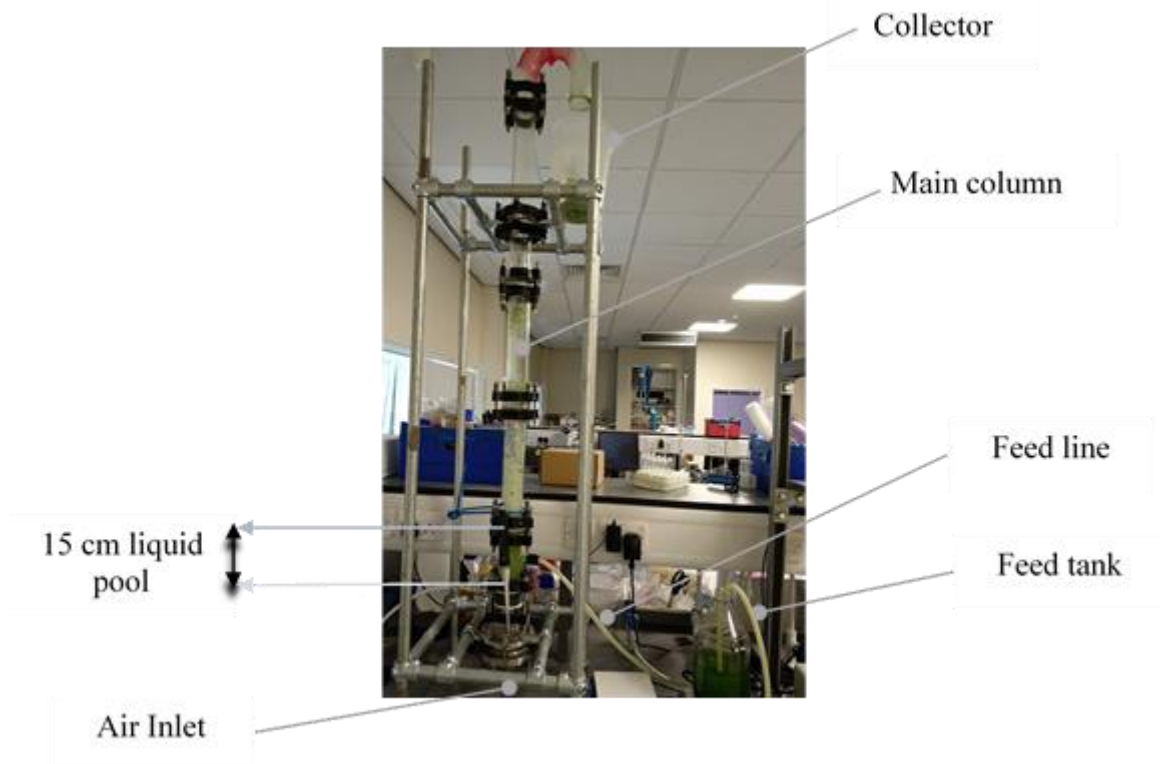 Collector
Main column
Feed line
15 cm liquid
pool
Feed tank
Air Inlet